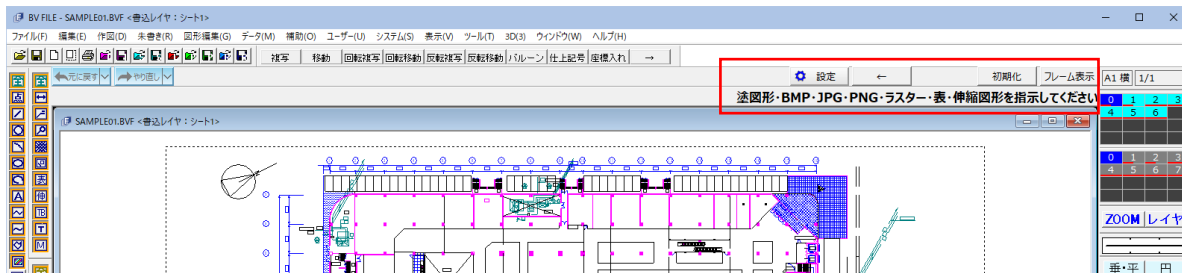 BV FILE - SAMPLE01.BVF <書込レイヤ：シート1>
ファイル(F) 編集(E) 作図(D) 朱書き(R) 図形編集(G) データ(M) 補助(O) ユーザー(U) システム(S) 表示(V) ツール(T) 3D(3) ウィンドウ(W) ヘルプ(H)
複写 移動 回転複写 回転移動 反転複写 反転移動 バルーン 仕上記号 座標入れ →
元に戻す やり直し 設定 ← 初期化 フレーム表示 A1 横 1/1
塗図形・BMP・JPG・PNG・ラスター・表・伸縮図形を指示してください
0 1 2 3
4 5 6
SAMPLE01.BVF <書込レイヤ：シート1>
0 1 2 3
4 5 6 7
ZOOM レイヤ
垂・平 円